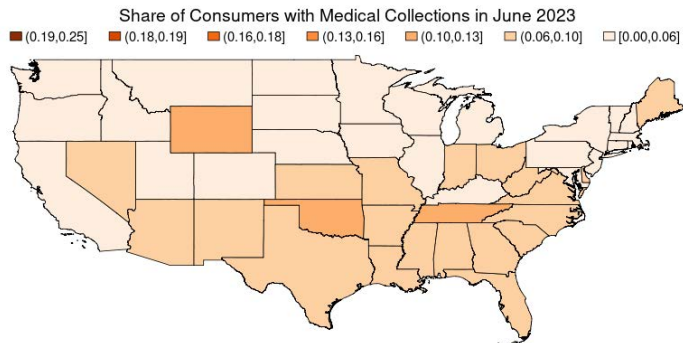 Share of Consumers with Medical Collections in June 2023
(0.19,0.25] (0.18,0.19] (0.16,0.18] (0.13,0.16] (0.10,0.13] (0.06,0.10] [0.00,0.06]